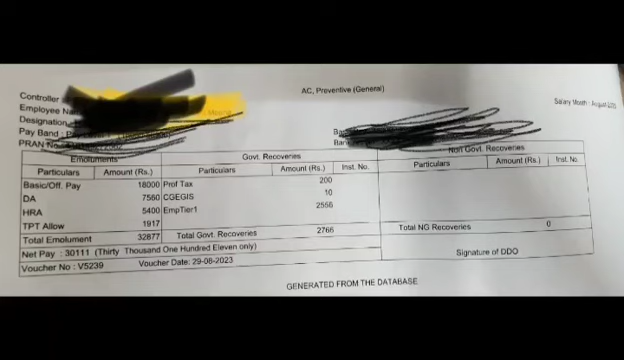 AC, Preventive (General)
Controller
Salary Month : August
Employee Na
Designation
Pay Band : Pay
PRAN No.
Emoluments Govt. Recoveries Non Govt. Recoveries
Particulars Amount (Rs.) Particulars Amount (Rs.) Inst. No. Particulars Amount (Rs.) Inst. No.
Basic/Off. Pay 18000 Prof Tax 200
DA 7560 CGEGIS 10
HRA 5400 EmpTier1 2556
TPT Allow 1917
Total Emolument 32877 Total Govt. Recoveries 2766 Total NG Recoveries 0
Net Pay : 30111 (Thirty Thousand One Hundred Eleven only)
Signature of DDO
Voucher No : V5239 Voucher Date: 29-08-2023
GENERATED FROM THE DATABASE